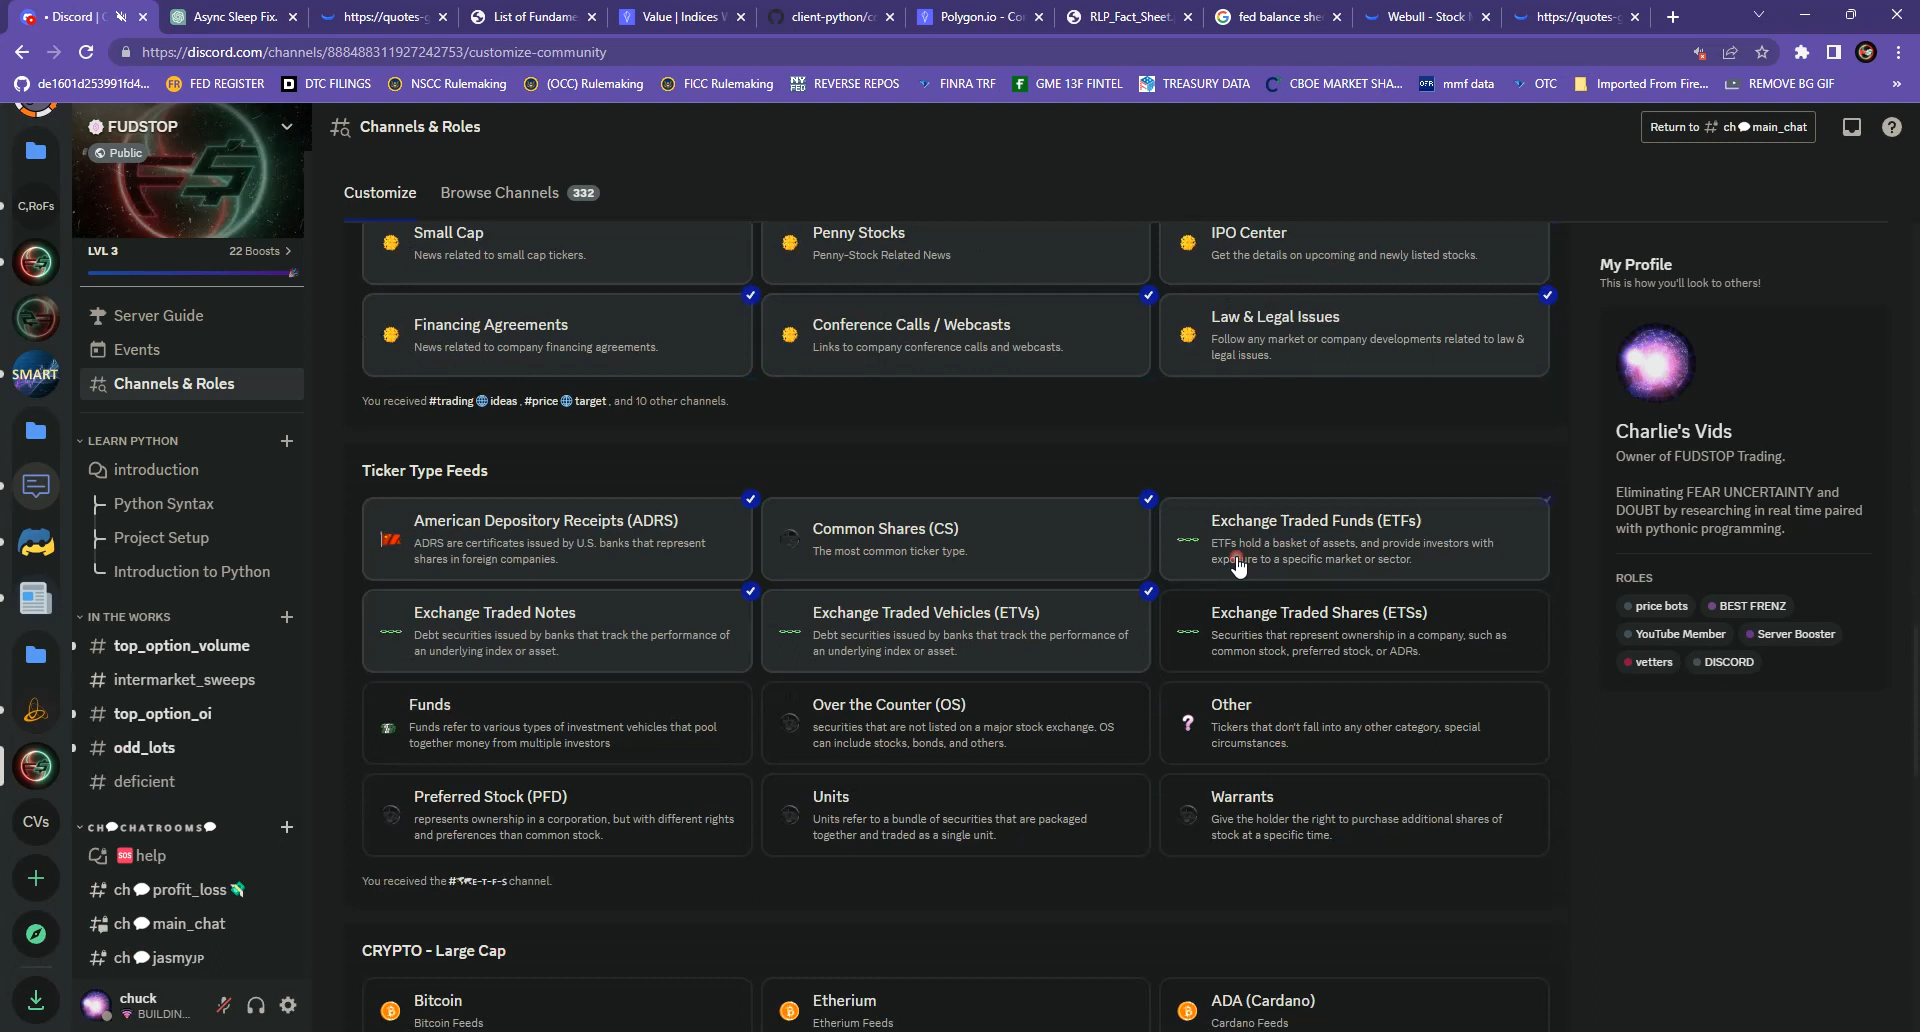 Discord |
Async Sleep Fix.
https://quotes-g
List of Fundame
Value | Indices V
client-python/c
Polygon.io - Co
RLP_Fact_Sheet.
fed balance she
Webull - Stock
https://quotes-g
https://discord.com/channels/888488311927242753/customize-community
de1601d253991fd4...
FED REGISTER
DTC FILINGS
NSCC Rulemaking
(OCC) Rulemaking
FICC Rulemaking
REVERSE REPOS
FINRA TRF
GME 13F FINTEL
TREASURY DATA
CBOE MARKET SHA...
mmf data
OTC
Imported From Fire...
REMOVE BG GIF
FUDSTOP
Public
LVL 3
22 Boosts
Server Guide
Events
Channels & Roles
LEARN PYTHON
introduction
Python Syntax
Project Setup
Introduction to Python
IN THE WORKS
top_option_volume
intermarket_sweeps
top_option_oi
odd_lots
deficient
CH💬CHATROOMS💬
🆘help
ch💬profit_loss💸
ch💬main_chat
ch💬jasmyJP
C,RoFs
SMART
CVs
chuck
BUILDIN...
Channels & Roles
Return to ch💬main_chat
Customize
Browse Channels 332
Small Cap
News related to small cap tickers.
Penny Stocks
Penny-Stock Related News
IPO Center
Get the details on upcoming and newly listed stocks.
Financing Agreements
News related to company financing agreements.
Conference Calls / Webcasts
Links to company conference calls and webcasts.
Law & Legal Issues
Follow any market or company developments related to law &
legal issues.
You received #trading🌐ideas, #price🌐target, and 10 other channels.
Ticker Type Feeds
American Depository Receipts (ADRS)
ADRS are certificates issued by U.S. banks that represent
shares in foreign companies.
Common Shares (CS)
The most common ticker type.
Exchange Traded Funds (ETFs)
ETFs hold a basket of assets, and provide investors with
exposure to a specific market or sector.
Exchange Traded Notes
Debt securities issued by banks that track the performance of
an underlying index or asset.
Exchange Traded Vehicles (ETVs)
Debt securities issued by banks that track the performance of
an underlying index or asset.
Exchange Traded Shares (ETSs)
Securities that represent ownership in a company, such as
common stock, preferred stock, or ADRs.
Funds
Funds refer to various types of investment vehicles that pool
together money from multiple investors
Over the Counter (OS)
securities that are not listed on a major stock exchange. OS
can include stocks, bonds, and others.
Other
Tickers that don't fall into any other category, special
circumstances.
Preferred Stock (PFD)
represents ownership in a corporation, but with different rights
and preferences than common stock.
Units
Units refer to a bundle of securities that are packaged
together and traded as a single unit.
Warrants
Give the holder the right to purchase additional shares of
stock at a specific time.
You received the #🗺E-T-F-S channel.
CRYPTO - Large Cap
Bitcoin
Bitcoin Feeds
Etherium
Etherium Feeds
ADA (Cardano)
Cardano Feeds
My Profile
This is how you'll look to others!
Charlie's Vids
Owner of FUDSTOP Trading.
Eliminating FEAR UNCERTAINTY and
DOUBT by researching in real time paired
with pythonic programming.
ROLES
price bots
BEST FRENZ
YouTube Member
Server Booster
vetters
DISCORD